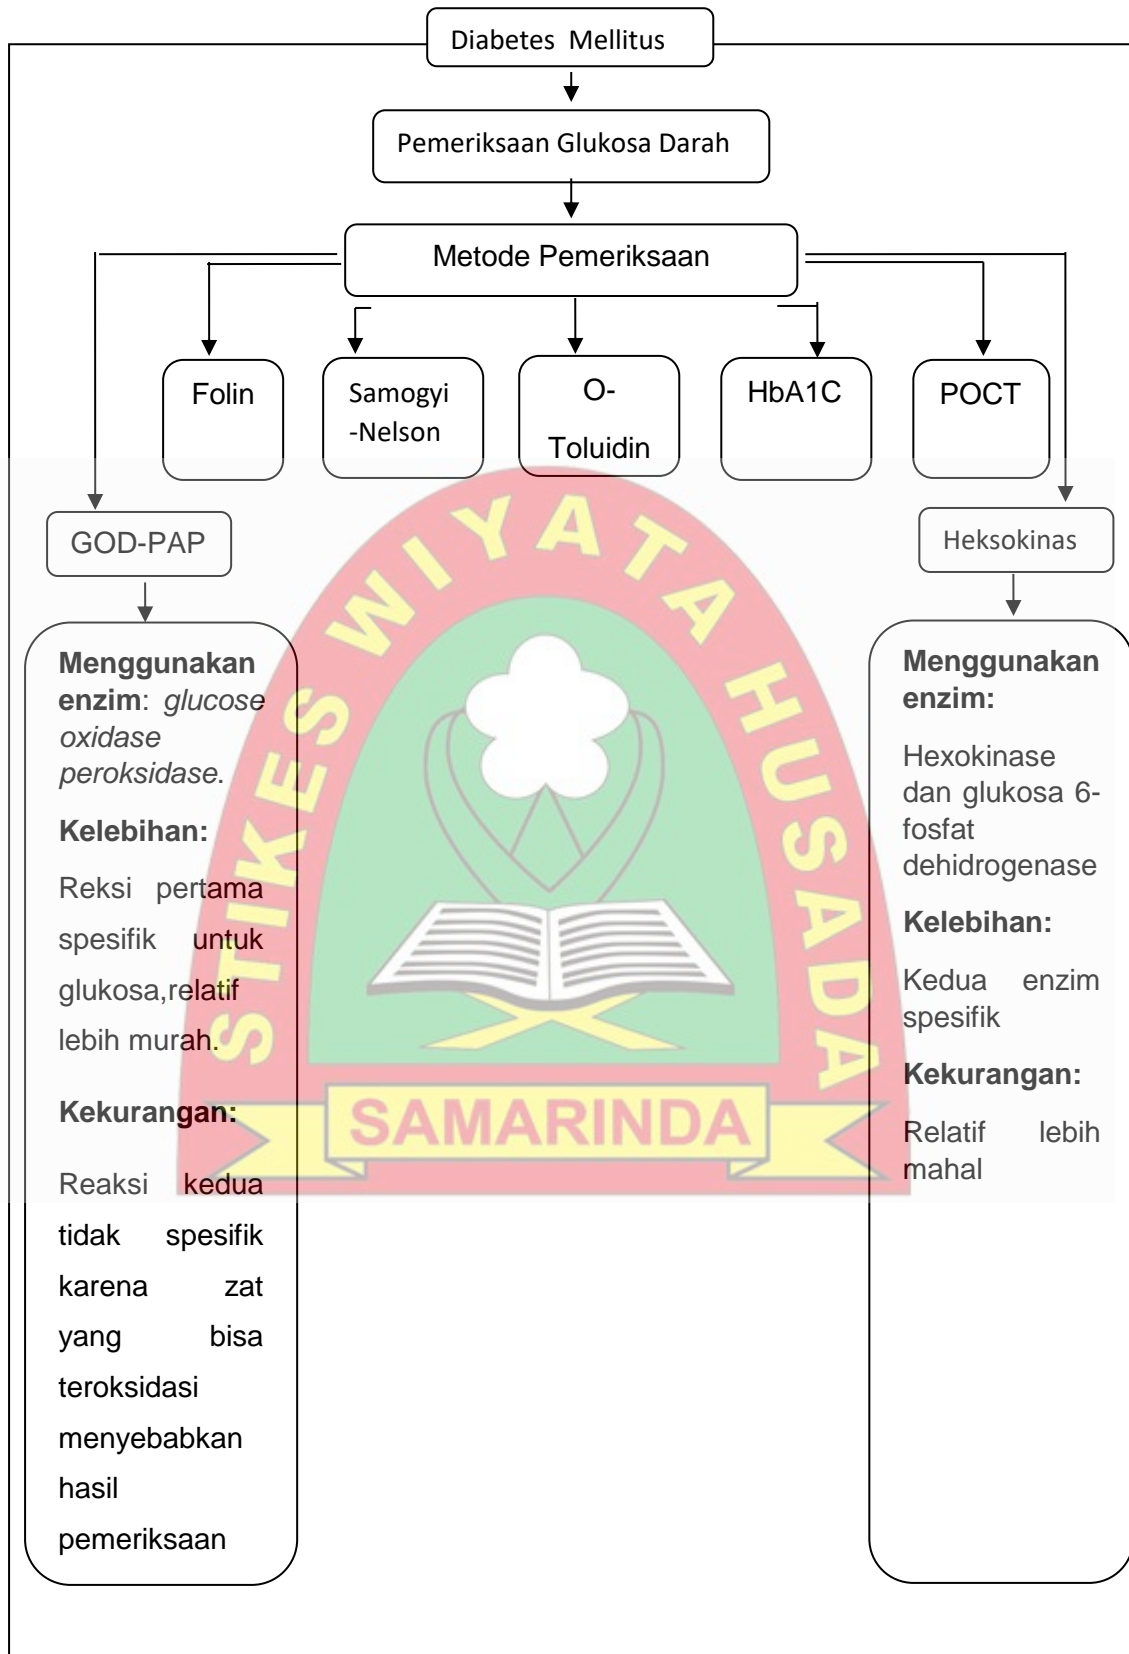 Diabetes Mellitus
Pemeriksaan Glukosa Darah
Metode Pemeriksaan
Folin
Samogyi
-Nelson
O-
Toluidin
HbA1C
POCT
GOD-PAP
Heksokinas
Menggunakan
enzim: glucose
oxidase
peroksidase.
Kelebihan:
Reksi pertama
spesifik untuk
glukosa,relatif
lebih murah.
Kekurangan:
Reaksi kedua
tidak spesifik
karena zat
yang bisa
teroksidasi
menyebabkan
hasil
pemeriksaan
Menggunakan
enzim:
Hexokinase
dan glukosa 6-
fosfat
dehidrogenase
Kelebihan:
Kedua enzim
spesifik
Kekurangan:
Relatif lebih
mahal
STIKES WIYATA HUSADA
SAMARINDA